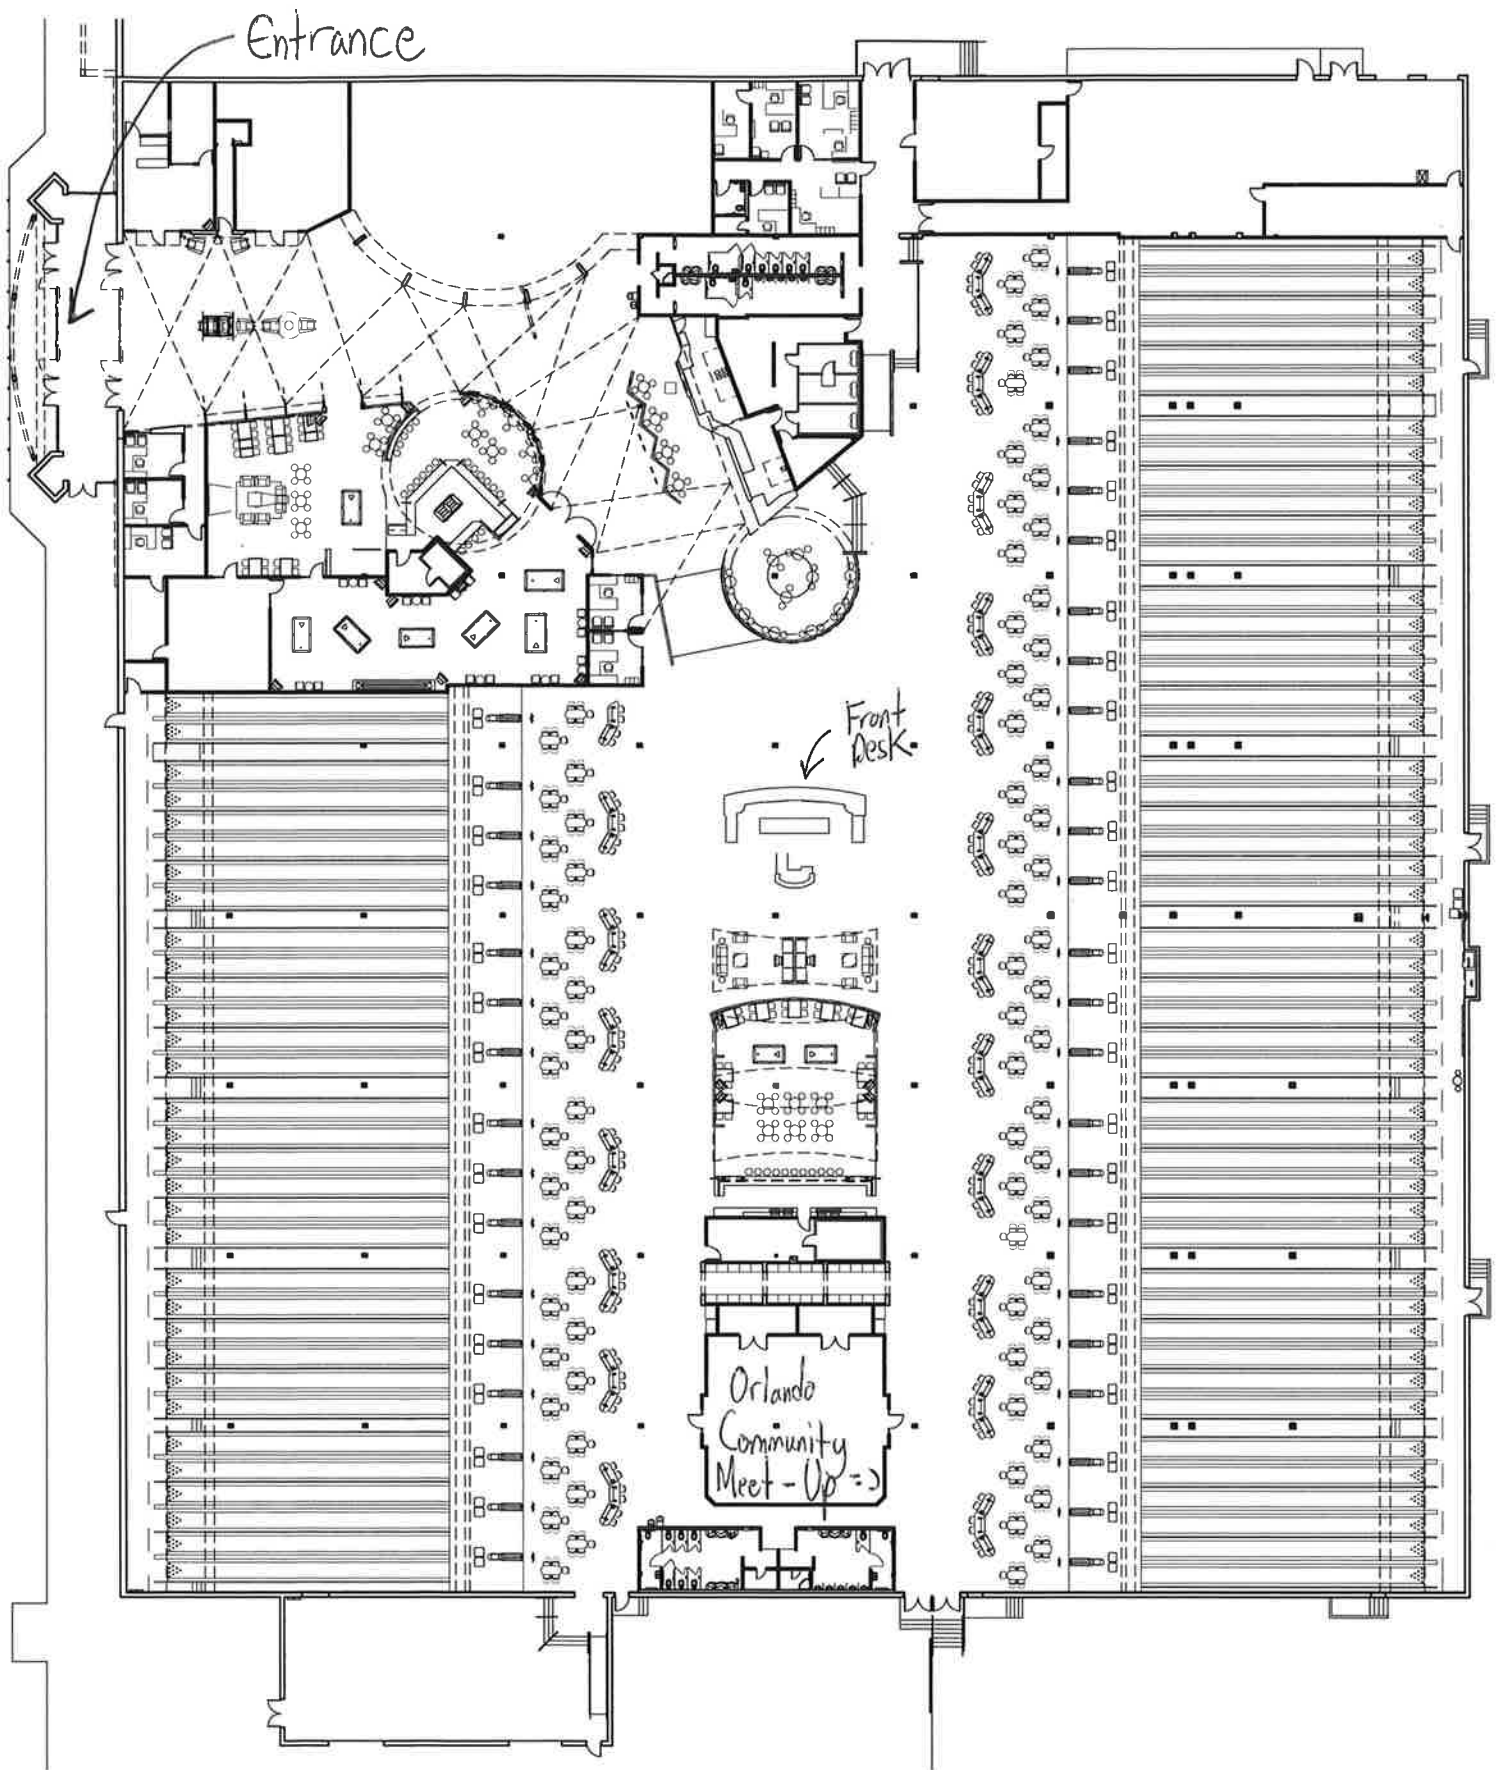 Entrance
Front
Desk
Orlando
Community
Meet - Up =)